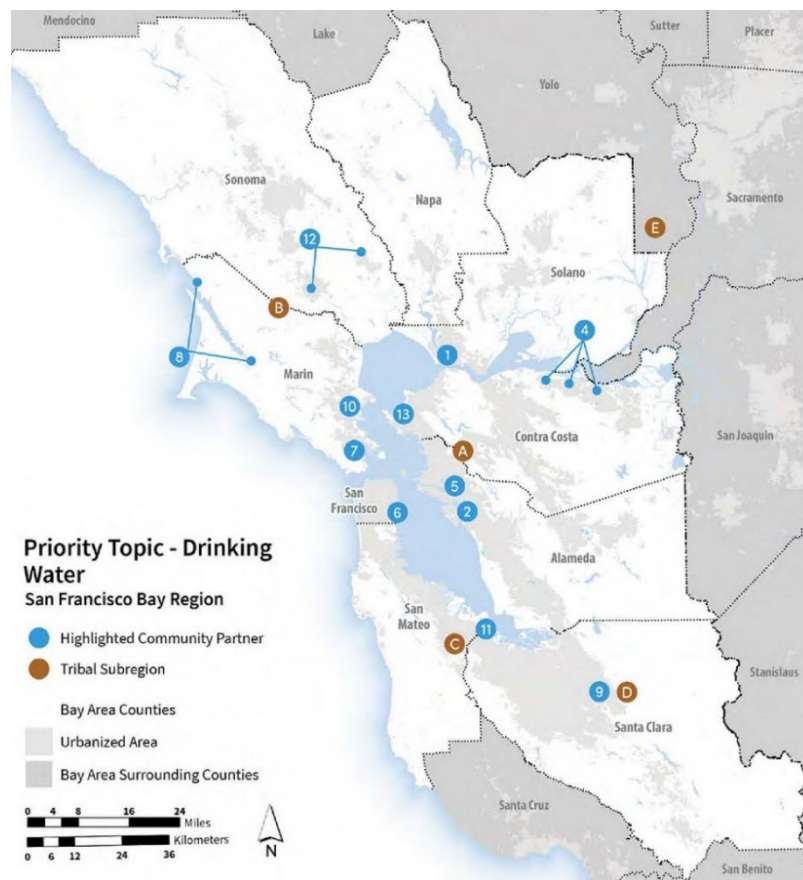 Mendocino
Lake
Sutter
Placer
Yolo
Sonoma
Napa
Sacramento
E
12
Solano
B
4
8
1
Marin
10
13
Contra Costa
San Joaquin
7
A
5
San
Francisco
6
2
Alameda
Priority Topic - Drinking
Water
San Francisco Bay Region
Highlighted Community Partner
Tribal Subregion
Bay Area Counties
Urbanized Area
Bay Area Surrounding Counties
San
Mateo
11
C
Stanislaus
9
D
Santa Clara
0 4 8 16 24
Miles
Kilometers
0 6 12 24 36
N
Santa Cruz
San Benito